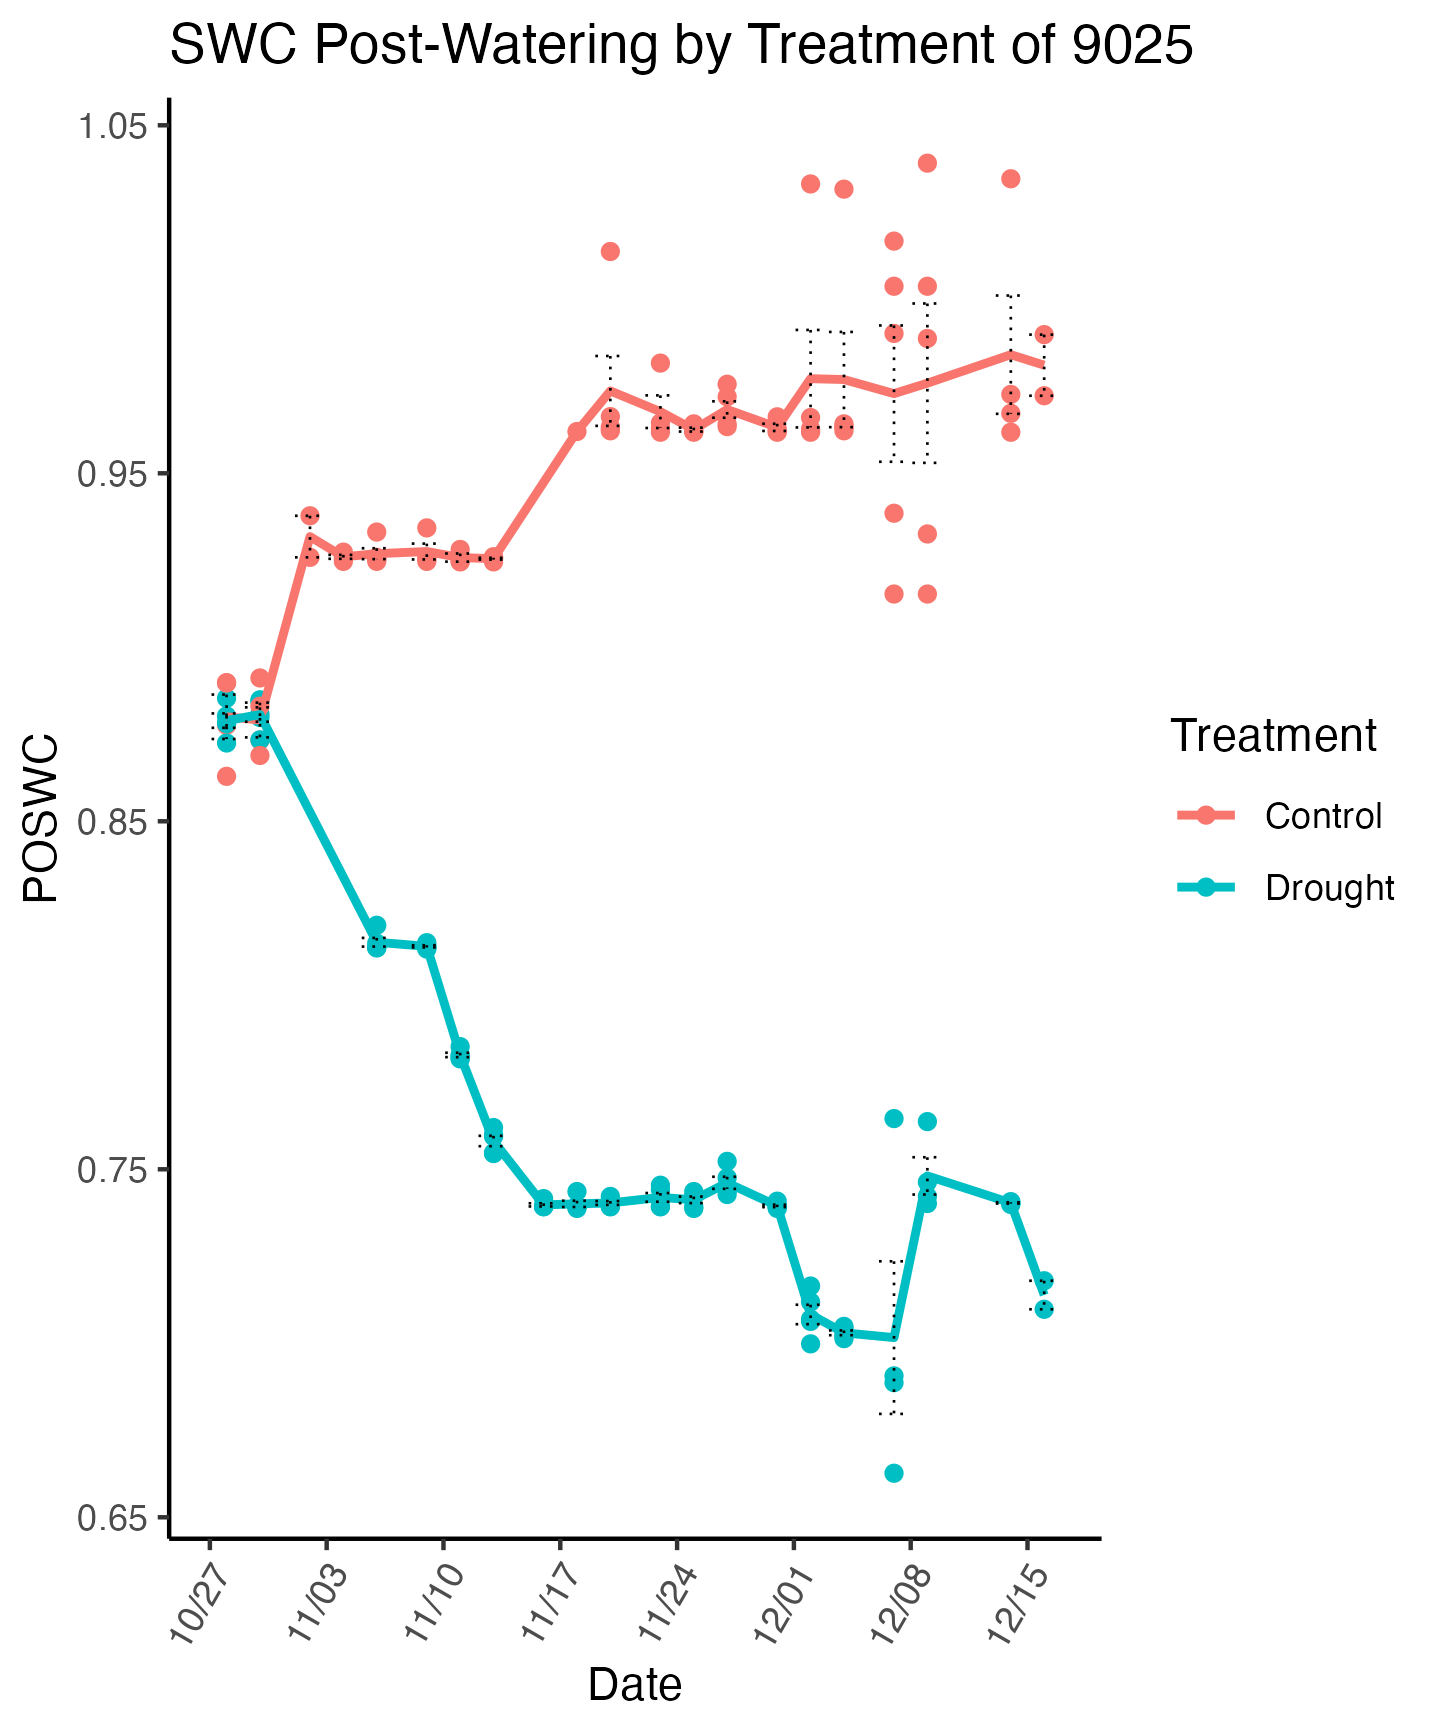 SWC Post-Watering by Treatment of 9025
1.05
0.95
0.85
0.75
0.65
POSWC
10/27
11/03
11/10
11/17
11/24
12/01
12/08
12/15
Date
Treatment
Control
Drought